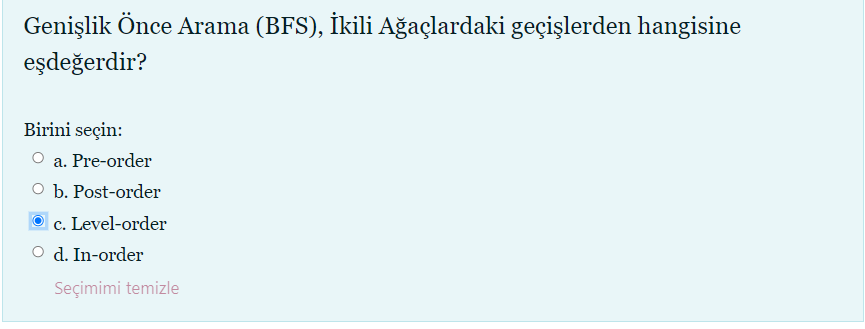 Genişlik Önce Arama (BFS), İkili Ağaçlardaki geçişlerden hangisine
eşdeğerdir?
Birini seçin:
a. Pre-order
b. Post-order
c. Level-order
d. In-order
Seçimimi temizle